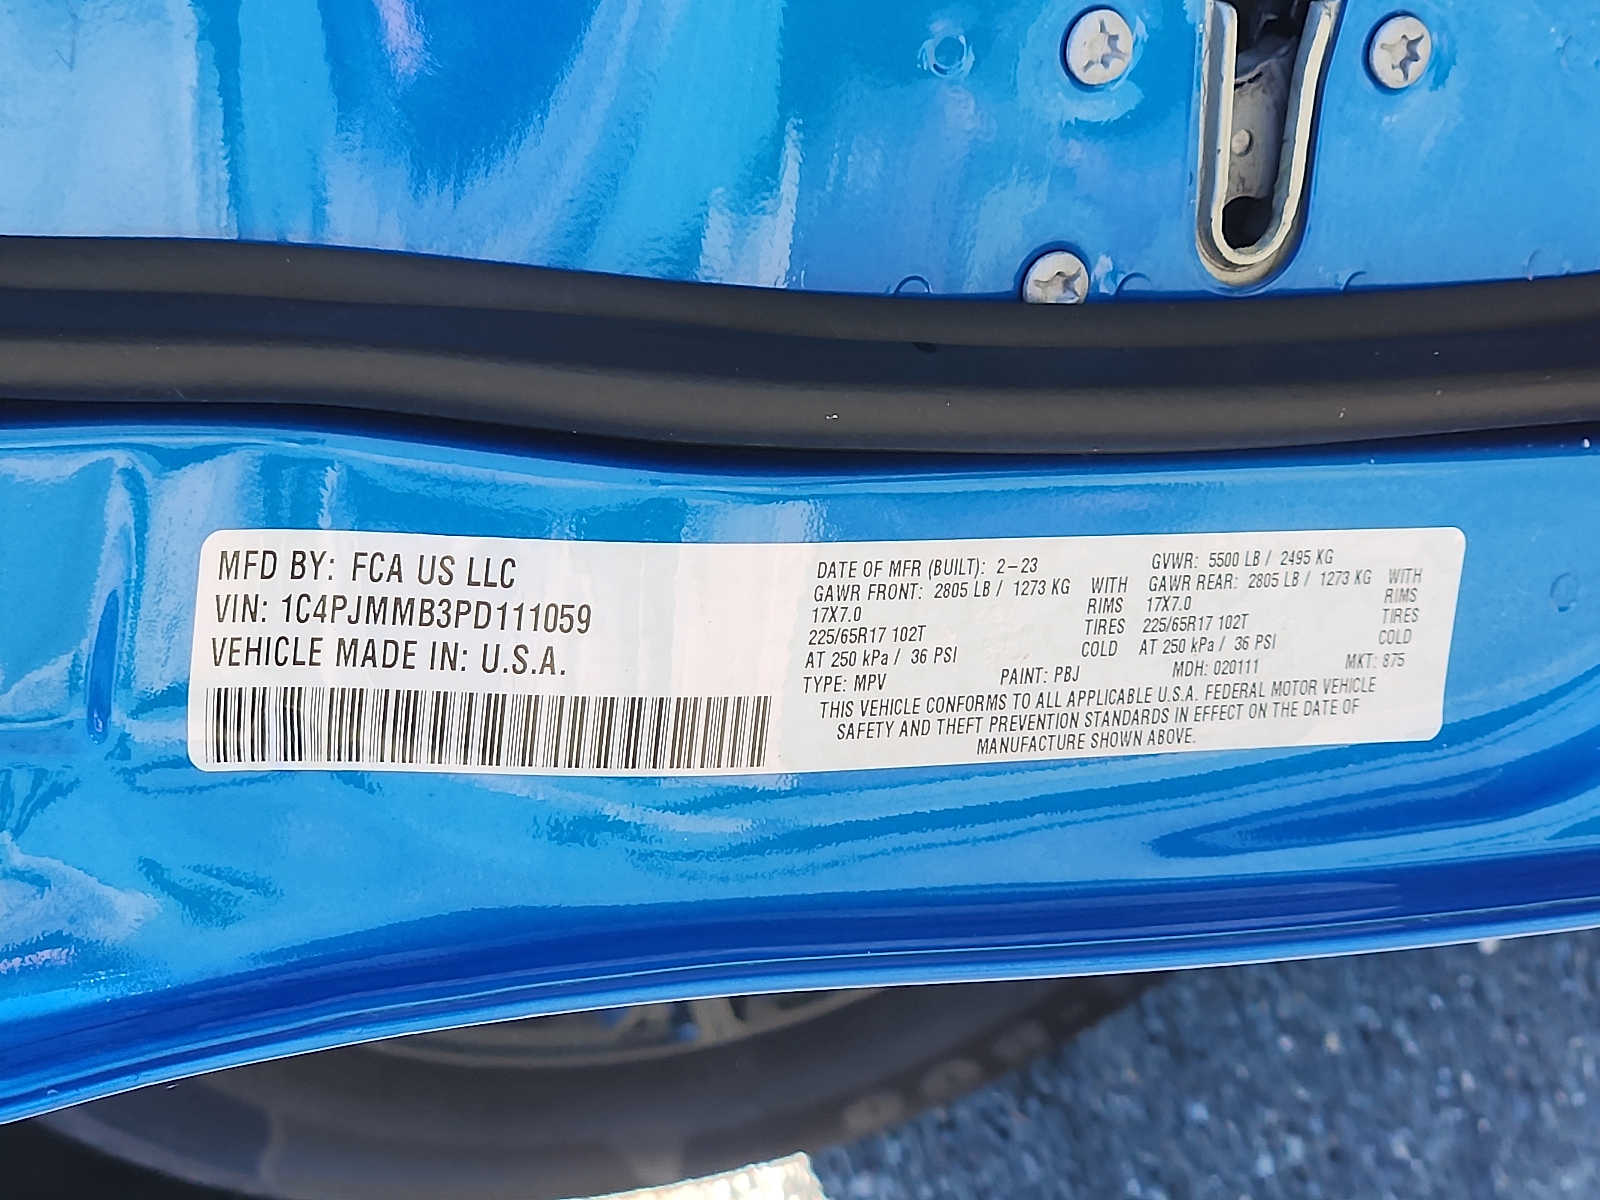 MFD BY: FCA US LLC
VIN: 1C4PJMMB3PD111059
VEHICLE MADE IN: U.S.A.
DATE OF MFR (BUILT): 2-23 GVWR: 5500 LB / 2495 KG
GAWR FRONT: 2805 LB / 1273 KG WITH GAWR REAR: 2805 LB / 1273 KG WITH
17X7.0 RIMS 17X7.0 RIMS
225/65R17 102T TIRES 225/65R17 102T TIRES
AT 250 kPa / 36 PSI COLD AT 250 kPa / 36 PSI COLD
TYPE: MPV PAINT: PBJ MDH: 020111 MKT: 875
THIS VEHICLE CONFORMS TO ALL APPLICABLE U.S.A. FEDERAL MOTOR VEHICLE
SAFETY AND THEFT PREVENTION STANDARDS IN EFFECT ON THE DATE OF
MANUFACTURE SHOWN ABOVE.